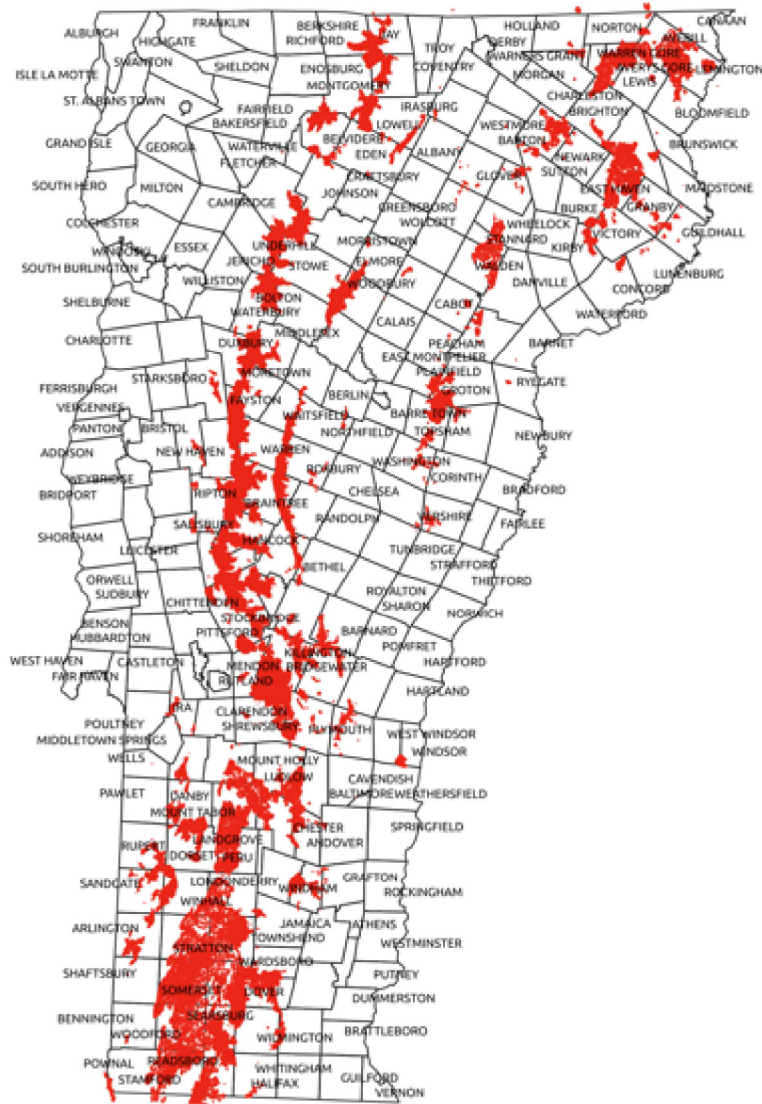 FRANKLIN
BERKSHIRE
HOLLAND
NORTON
CANAAN
ALBURGH
HIGHGATE
RICHFORD
JAY
DERBY
AVERILL
TROY
WARNERS GRANT
WARREN GORE
SWANTON
SHELDON
ENOSBURG
COVENTRY
MORGAN
AVERYS GORE
LEMINGTON
ISLE LA MOTTE
LEWIS
MONTGOMERY
CHARLESTON
ST. ALBANS TOWN
FAIRFIELD
IRASBURG
BRIGHTON
BLOOMFIELD
BAKERSFIELD
LOWELL
WESTMORE
GRAND ISLE
GEORGIA
WATERVILLE
BELVIDERE
BARTON
BRUNSWICK
FLETCHER
EDEN
ALBANY
NEWARK
SUTTON
SOUTH HERO
MILTON
CRAFTSBURY
GLOVER
EAST HAVEN
MAIDSTONE
JOHNSON
CAMBRIDGE
GREENSBORO
BURKE
GRANBY
COLCHESTER
WOLCOTT
WHEELOCK
VICTORY
GUILDHALL
WINOOSKI
ESSEX
UNDERHILL
MORRISTOWN
STANNARD
KIRBY
SOUTH BURLINGTON
JERICHO
STOWE
ELMORE
WALDEN
LUNENBURG
WILLISTON
WOODBURY
DANVILLE
CONCORD
SHELBURNE
BOLTON
CABOT
WATERBURY
CALAIS
WATERFORD
CHARLOTTE
MIDDLESEX
DUXBURY
PEACHAM
BARNET
EAST MONTPELIER
STARKSBORO
MORETOWN
PLAINFIELD
RYEGATE
FERRISBURGH
FAYSTON
BERLIN
GROTON
VERGENNES
WAITSFIELD
BARRE TOWN
PANTON
BRISTOL
NORTHFIELD
TOPSHAM
NEWBURY
ADDISON
NEW HAVEN
WARREN
WASHINGTON
WEYBRIDGE
ROXBURY
CORINTH
BRIDPORT
RIPTON
BRAINTREE
CHELSEA
BRADFORD
SALISBURY
RANDOLPH
VERSHIRE
FAIRLEE
SHOREHAM
HANCOCK
LEICESTER
TUNBRIDGE
STRAFFORD
BETHEL
ORWELL
THETFORD
SUDBURY
CHITTENDEN
ROYALTON
SHARON
NORWICH
BENSON
STOCKBRIDGE
HUBBARDTON
PITTSFORD
BARNARD
POMFRET
WEST HAVEN
CASTLETON
MENDON
KILLINGTON
BRIDGEWATER
HARTFORD
FAIR HAVEN
RUTLAND
HARTLAND
IRA
CLARENDON
POULTNEY
SHREWSBURY
PLYMOUTH
WEST WINDSOR
MIDDLETOWN SPRINGS
WINDSOR
WELLS
MOUNT HOLLY
LUDLOW
CAVENDISH
PAWLET
DANBY
BALTIMORE
WEATHERSFIELD
MOUNT TABOR
CHESTER
SPRINGFIELD
RUPERT
LANDGROVE
ANDOVER
DORSET
PERU
SANDGATE
LONDONDERRY
GRAFTON
WINDHAM
ROCKINGHAM
WINHALL
ARLINGTON
JAMAICA
ATHENS
STRATTON
TOWNSHEND
WESTMINSTER
SHAFTSBURY
WARDSBORO
PUTNEY
SOMERSET
DOVER
DUMMERSTON
BENNINGTON
SEARSBURG
WOODFORD
WILMINGTON
BRATTLEBORO
POWNAL
READSBORO
STAMFORD
WHITINGHAM
HALIFAX
GUILFORD
VERNON